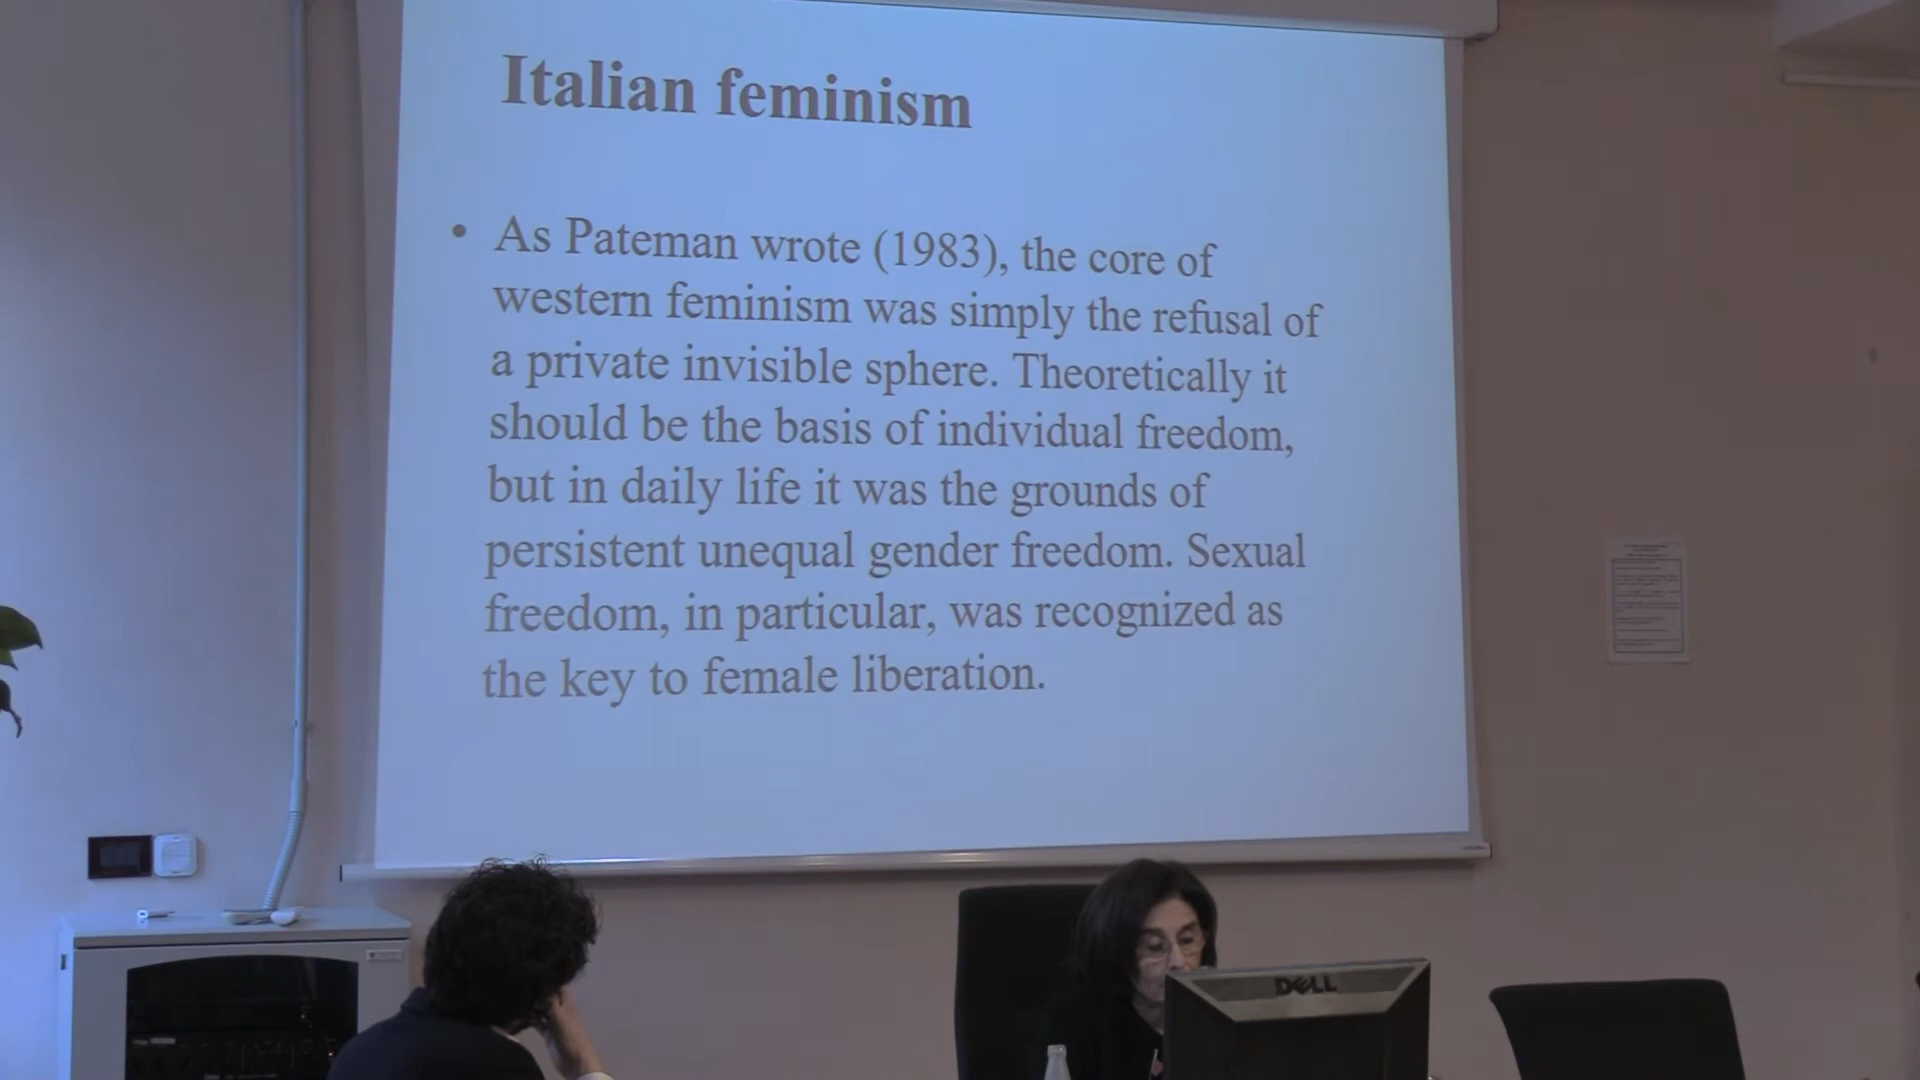 Italian feminism
• As Pateman wrote (1983), the core of
western feminism was simply the refusal of
a private invisible sphere. Theoretically it
should be the basis of individual freedom,
but in daily life it was the grounds of
persistent unequal gender freedom. Sexual
freedom, in particular, was recognized as
the key to female liberation.
DELL